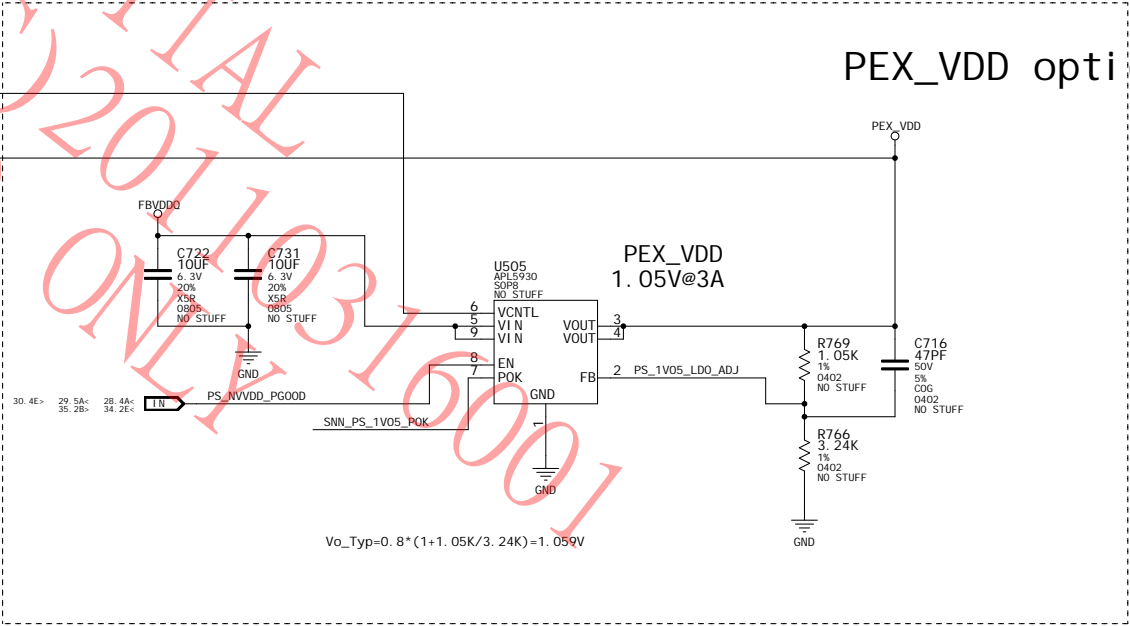 PEX_VDD opti
PEX_VDD
FBVDDQ
C722
10UF
6.3V
20%
X5R
0805
NO STUFF
C731
10UF
6.3V
20%
X5R
0805
NO STUFF
GND
PEX_VDD
1.05V@3A
U505
APL5930
SOP8
NO STUFF
6 VCNTL
5 VIN
9 VIN
8 EN
7 POK
VOUT 3
VOUT 4
FB 2
GND
1
GND
PS_1V05_LDO_ADJ
R769
1.05K
1%
0402
NO STUFF
C716
47PF
50V
5%
COG
0402
NO STUFF
R766
3.24K
1%
0402
NO STUFF
GND
30.4E> 29.5A< 28.4A<
35.2B> 34.2E<
IN
PS_NVVDD_PGOOD
SNN_PS_1V05_POK
Vo_Typ=0.8*(1+1.05K/3.24K)=1.059V
TIAL
)20110316001
ONLY